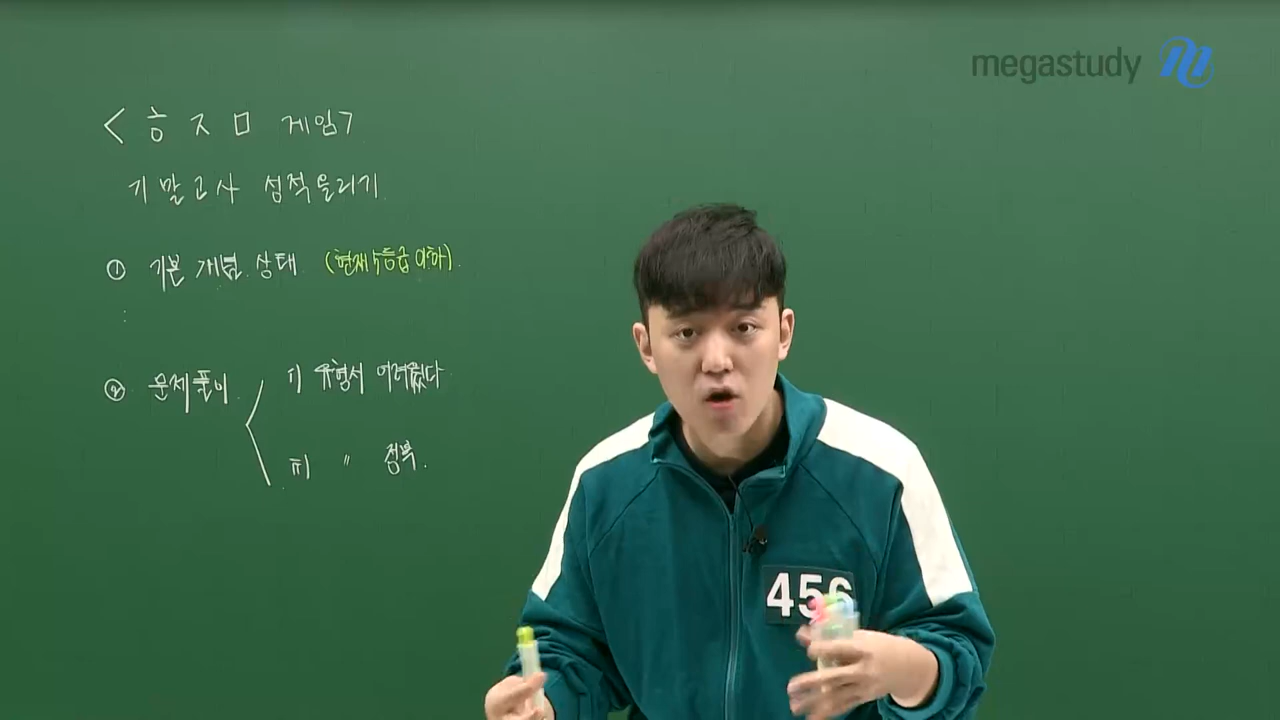 megastudy
< ㅎ ㅈ ㅁ 게임>
기말고사 성적올리기
① 기본 개념 상태 (현재 5등급 이하).
:
② 문제풀이
i) 유형서 어려웠다
ii) 〃 정복.
456